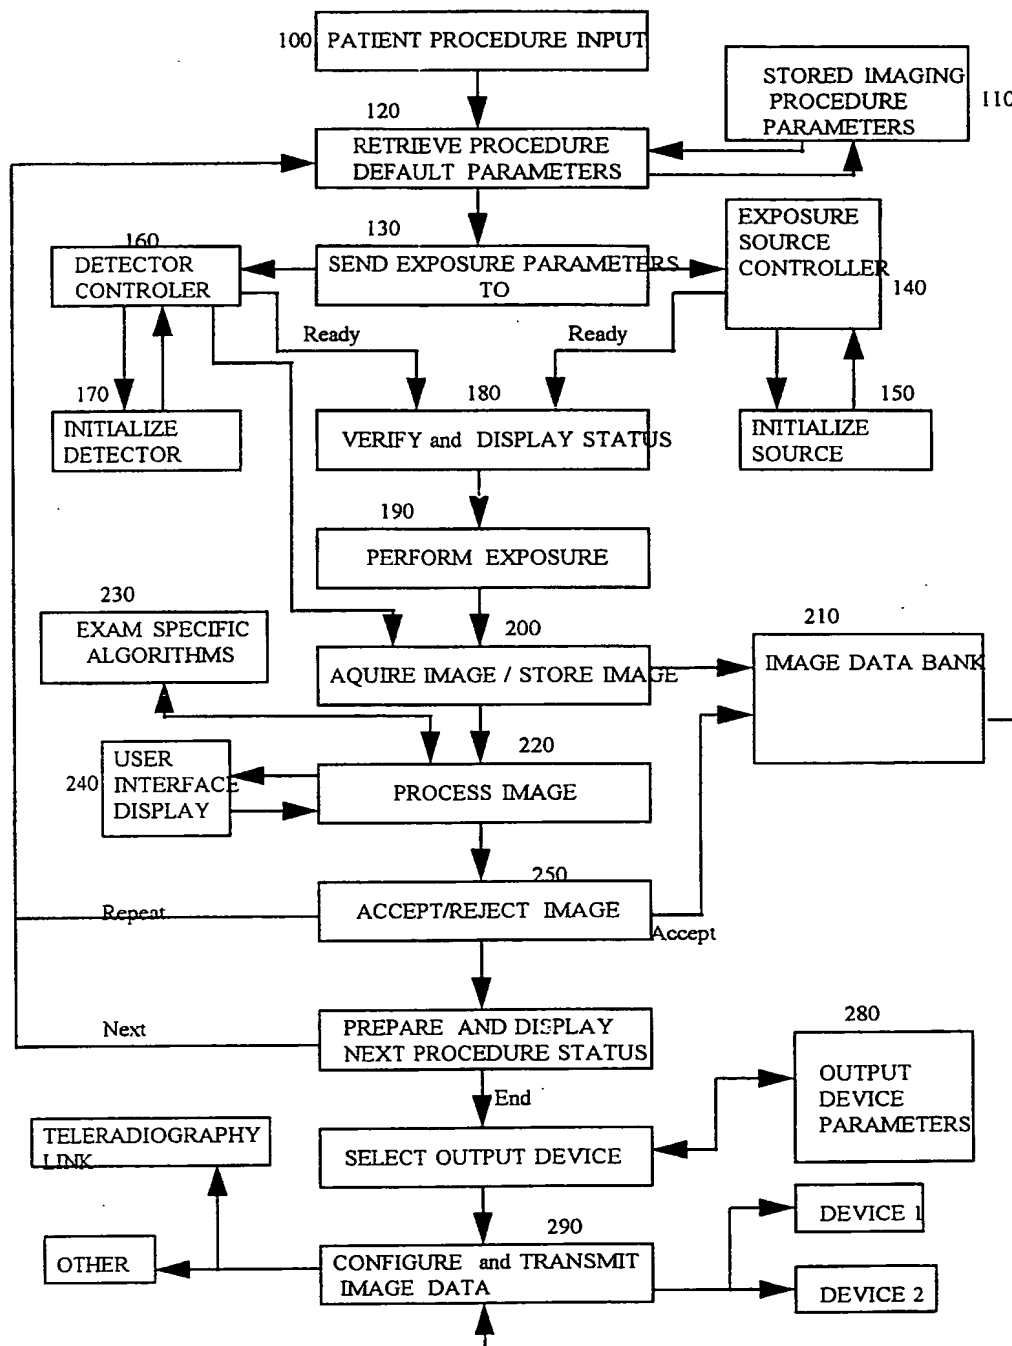 100 PATIENT PROCEDURE INPUT
STORED IMAGING
PROCEDURE
PARAMETERS
110
120
RETRIEVE PROCEDURE
DEFAULT PARAMETERS
130
SEND EXPOSURE PARAMETERS
TO
EXPOSURE
SOURCE
CONTROLLER
140
160
DETECTOR
CONTROLER
Ready
Ready
170
INITIALIZE
DETECTOR
180
VERIFY and DISPLAY STATUS
150
INITIALIZE
SOURCE
190
PERFORM EXPOSURE
230
EXAM SPECIFIC
ALGORITHMS
200
AQUIRE IMAGE / STORE IMAGE
210
IMAGE DATA BANK
220
PROCESS IMAGE
240
USER
INTERFACE
DISPLAY
250
ACCEPT/REJECT IMAGE
Repeat
Accept
Next
PREPARE AND DISPLAY
NEXT PROCEDURE STATUS
End
280
OUTPUT
DEVICE
PARAMETERS
TELERADIOGRAPHY
LINK
SELECT OUTPUT DEVICE
290
CONFIGURE and TRANSMIT
IMAGE DATA
OTHER
DEVICE 1
DEVICE 2